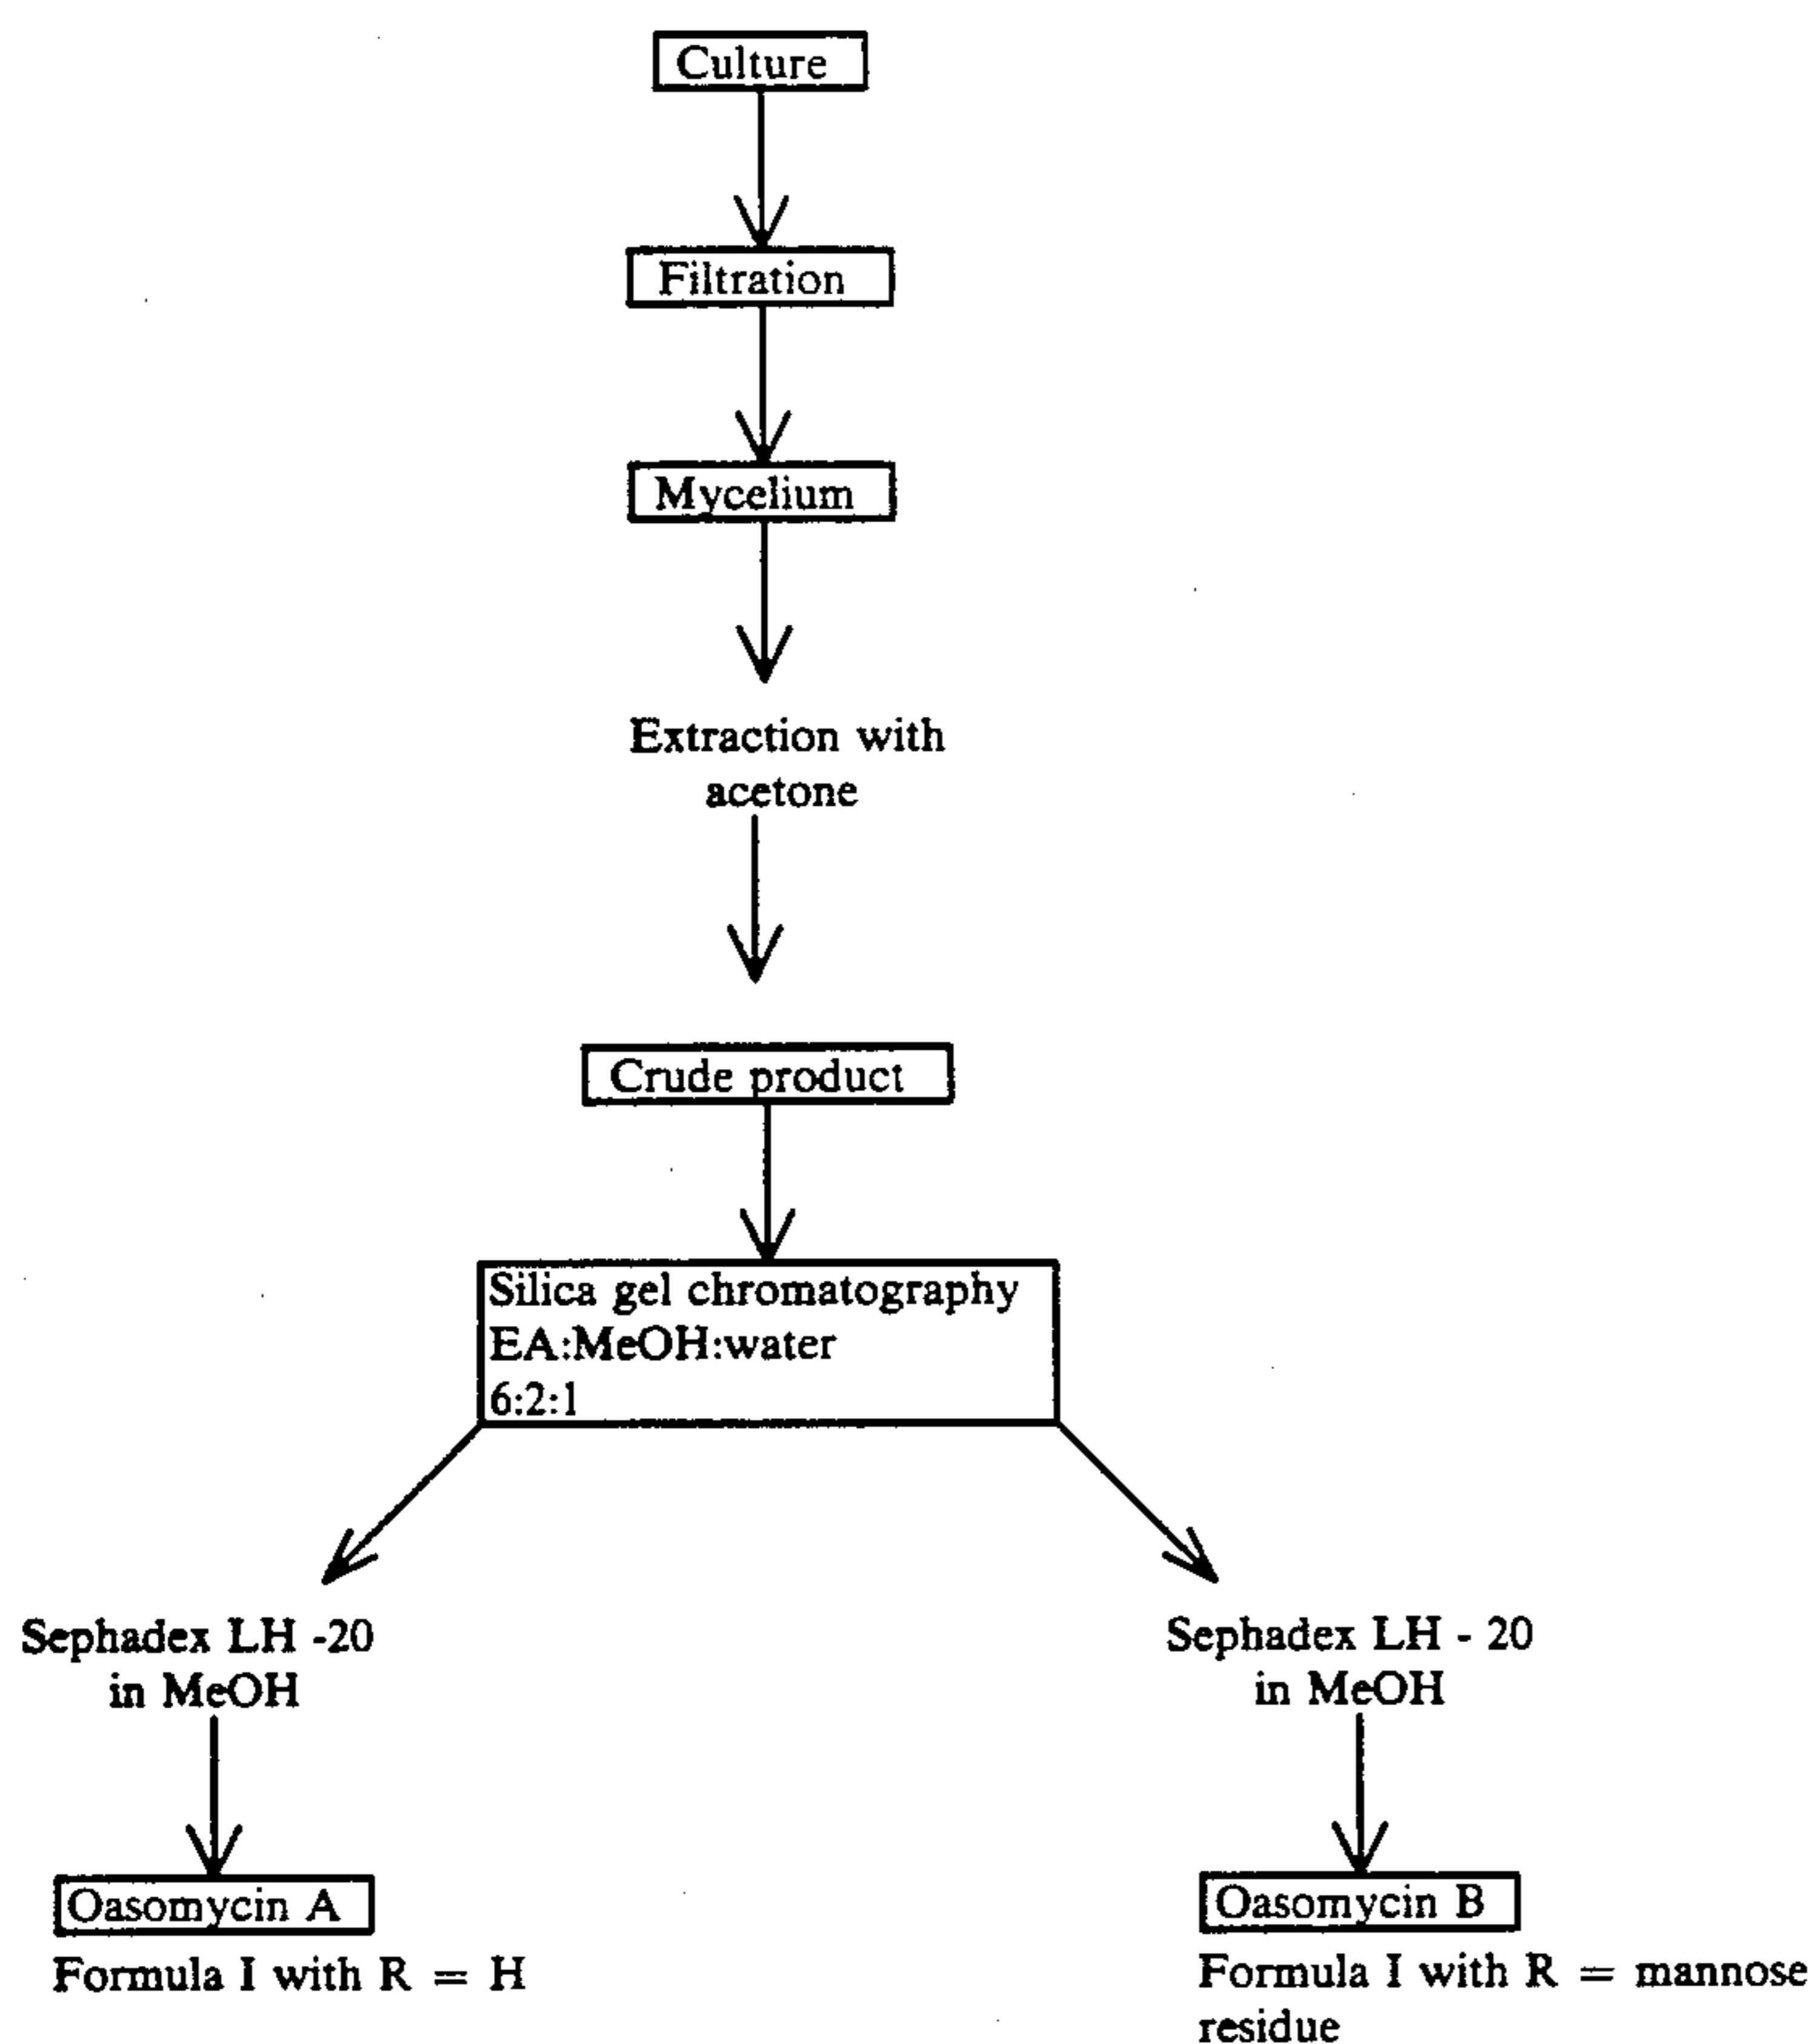 Culture
Filtration
Mycelium
Extraction with
acetone
Crude product
Silica gel chromatography
EA:MeOH:water
6:2:1
Sephadex LH -20
in MeOH
Sephadex LH - 20
in MeOH
Oasomycin A
Formula I with R = H
Oasomycin B
Formula I with R = mannose
residue